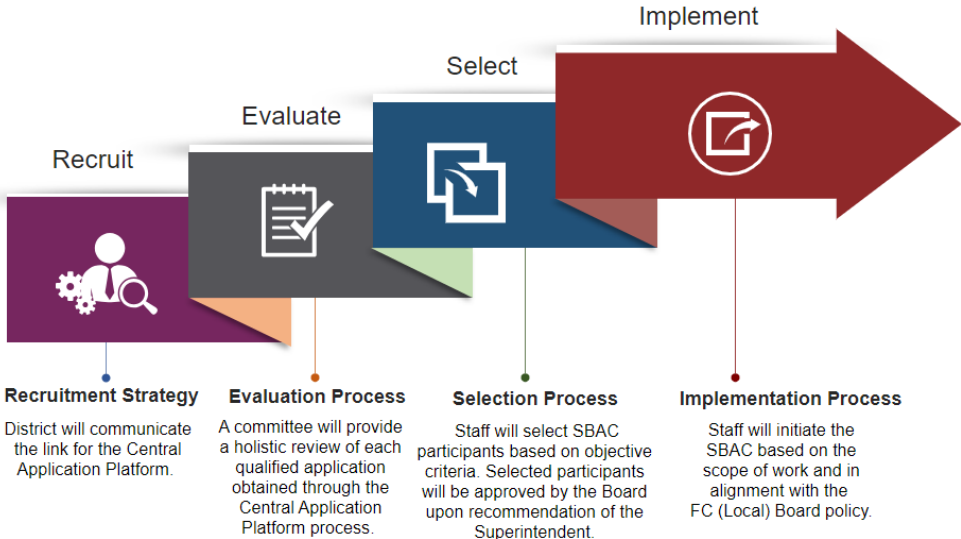 Implement
Select
Evaluate
Recruit
Recruitment Strategy
District will communicate
the link for the Central
Application Platform.
Evaluation Process
A committee will provide
a holistic review of each
qualified application
obtained through the
Central Application
Platform process.
Selection Process
Staff will select SBAC
participants based on objective
criteria. Selected participants
will be approved by the Board
upon recommendation of the
Superintendent.
Implementation Process
Staff will initiate the
SBAC based on the
scope of work and in
alignment with the
FC (Local) Board policy.